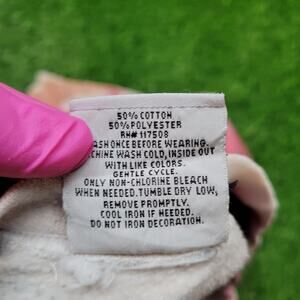 50% COTTON
50% POLYESTER
RH# 117508
ASH ONCE BEFORE WEARING.
CHINE WASH COLD, INSIDE OUT
WITH LIKE COLORS.
GENTLE CYCLE.
ONLY NON-CHLORINE BLEACH
WHEN NEEDED. TUMBLE DRY LOW,
REMOVE PROMPTLY.
COOL IRON IF NEEDED.
DO NOT IRON DECORATION.